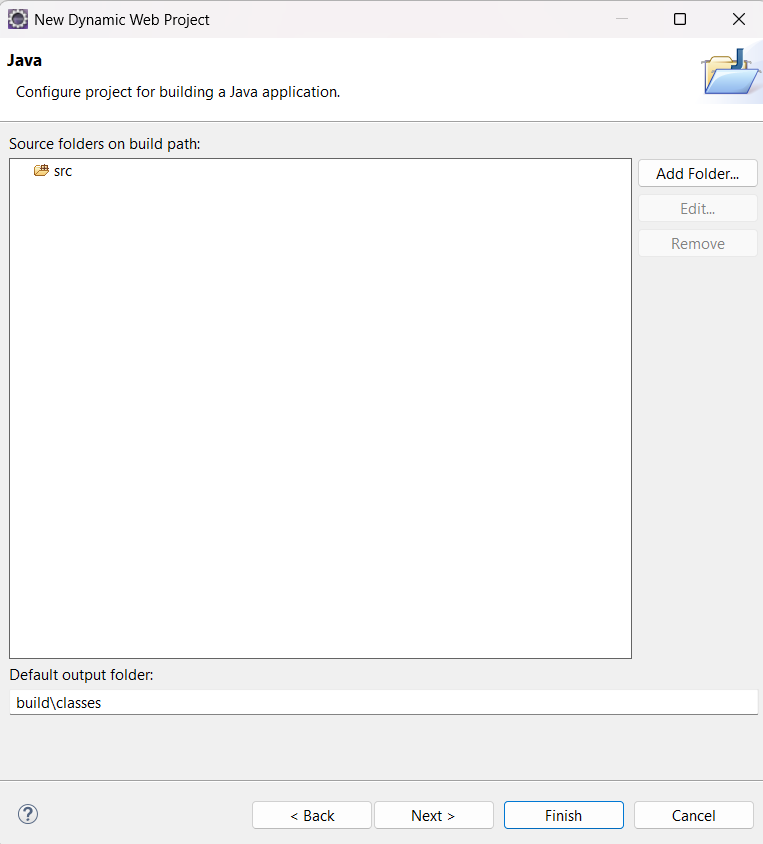 New Dynamic Web Project
Java
Configure project for building a Java application.
Source folders on build path:
src
Add Folder...
Edit...
Remove
Default output folder:
build\classes
< Back
Next >
Finish
Cancel